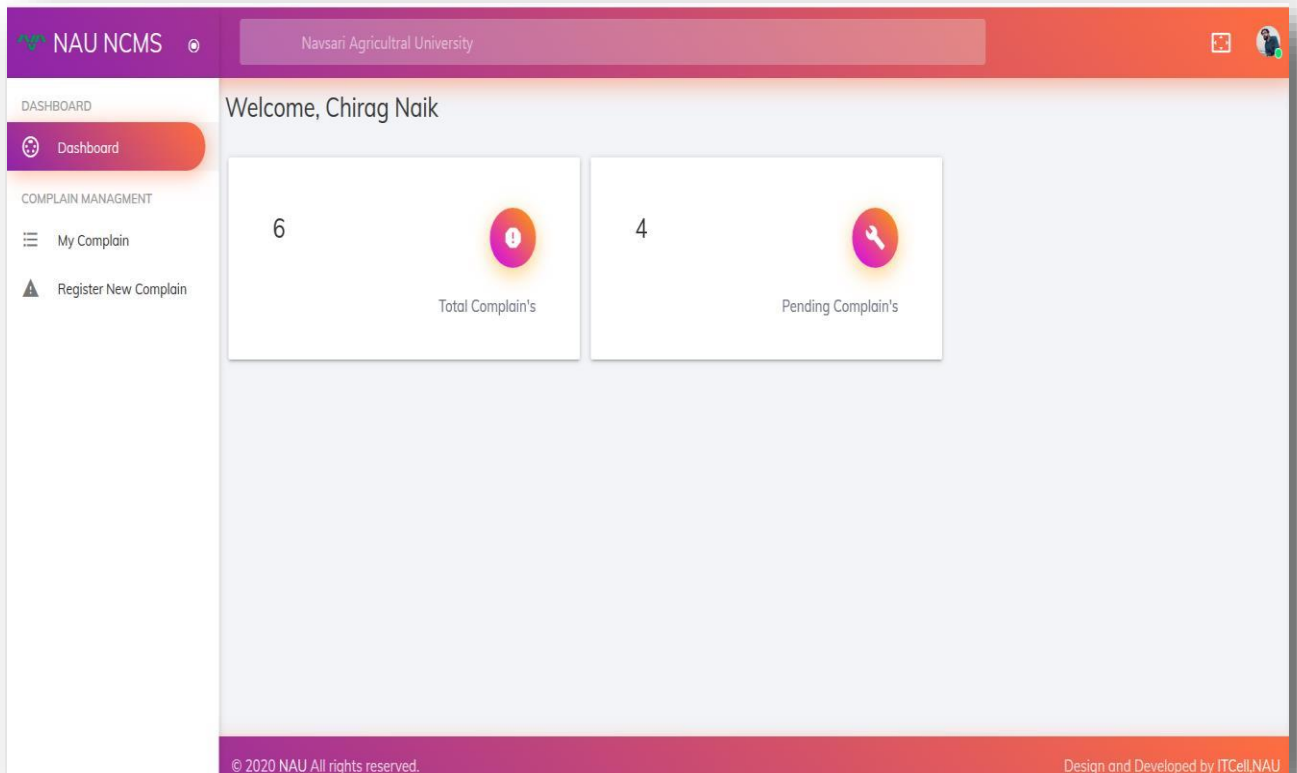 NAU NCMS
Navsari Agricultral University
DASHBOARD
Dashboard
COMPLAIN MANAGMENT
My Complain
Register New Complain
Welcome, Chirag Naik
6
Total Complain's
4
Pending Complain's
© 2020 NAU All rights reserved.
Design and Developed by ITCell,NAU